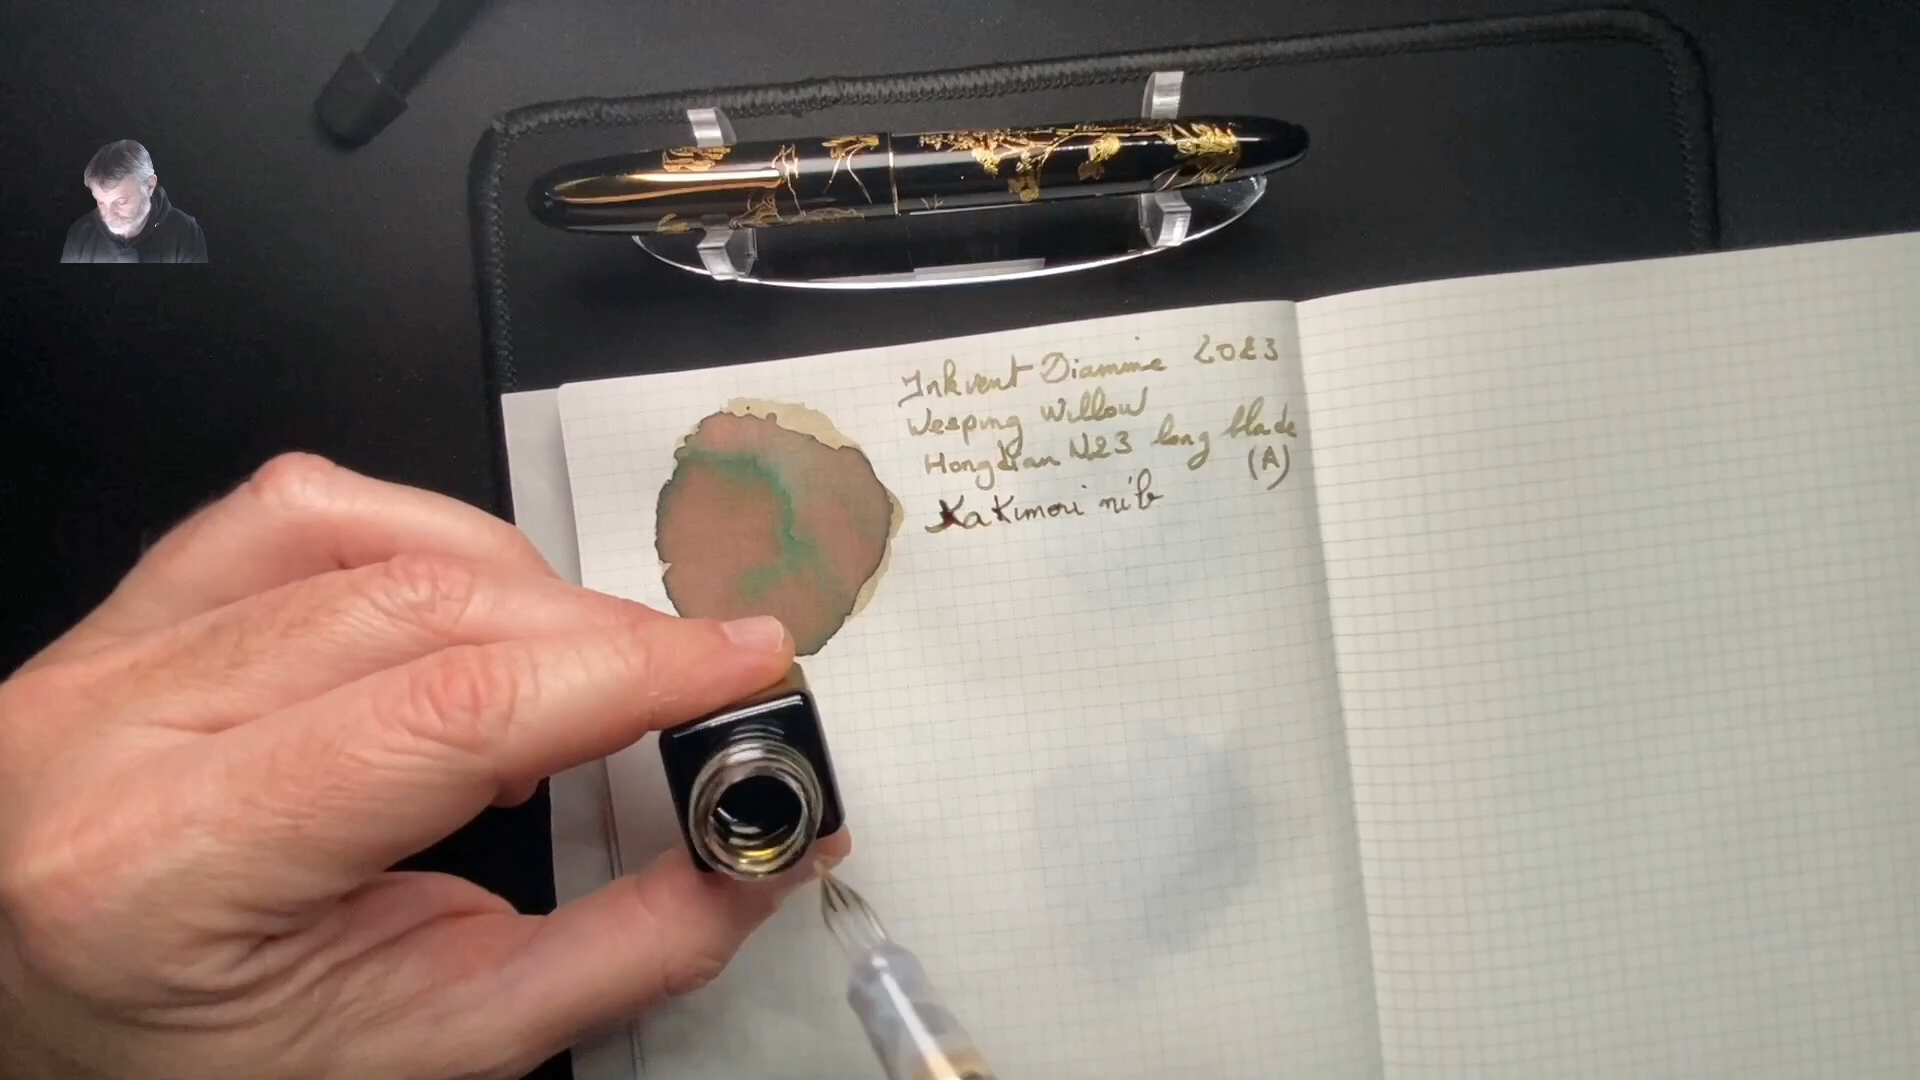 Inkvent Diamine 2023
Weeping Willow
Hongdian N23 long blade
(A)
Kakimori nib